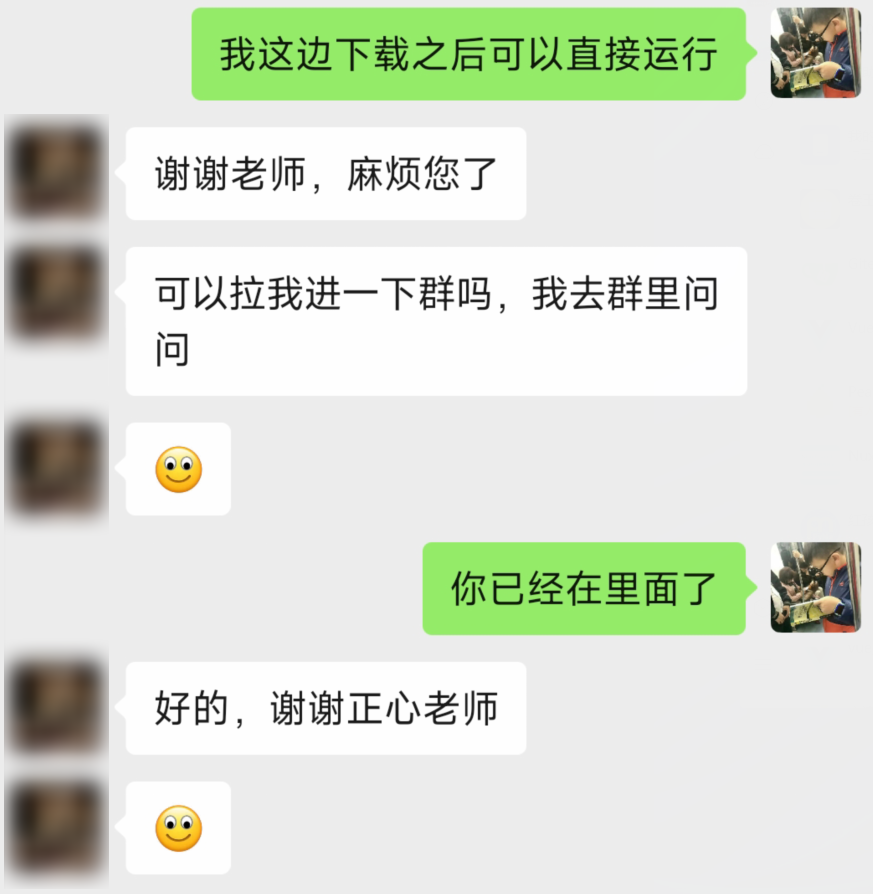 我这边下载之后可以直接运行
谢谢老师，麻烦您了
可以拉我进一下群吗，我去群里问
问
你已经在里面了
好的，谢谢正心老师